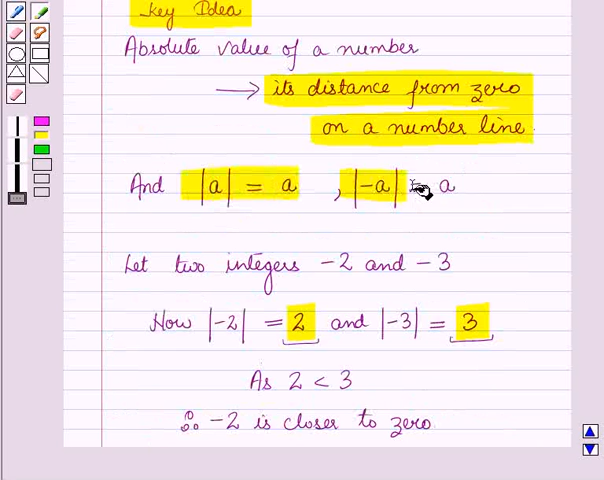 Key Idea
Absolute value of a number
→ its distance from zero
on a number line.
And |a| = a , |-a| = a
Let two integers -2 and -3
Now |-2| = 2 and |-3| = 3
As 2 < 3
∴ -2 is closer to zero.